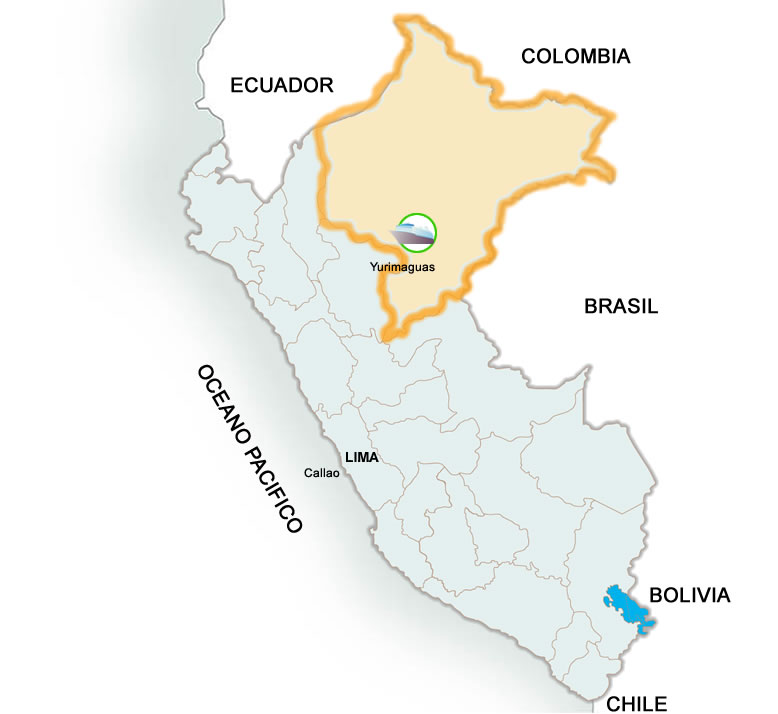 COLOMBIA
ECUADOR
Yurimaguas
BRASIL
OCEANO PACIFICO
LIMA
Callao
BOLIVIA
CHILE